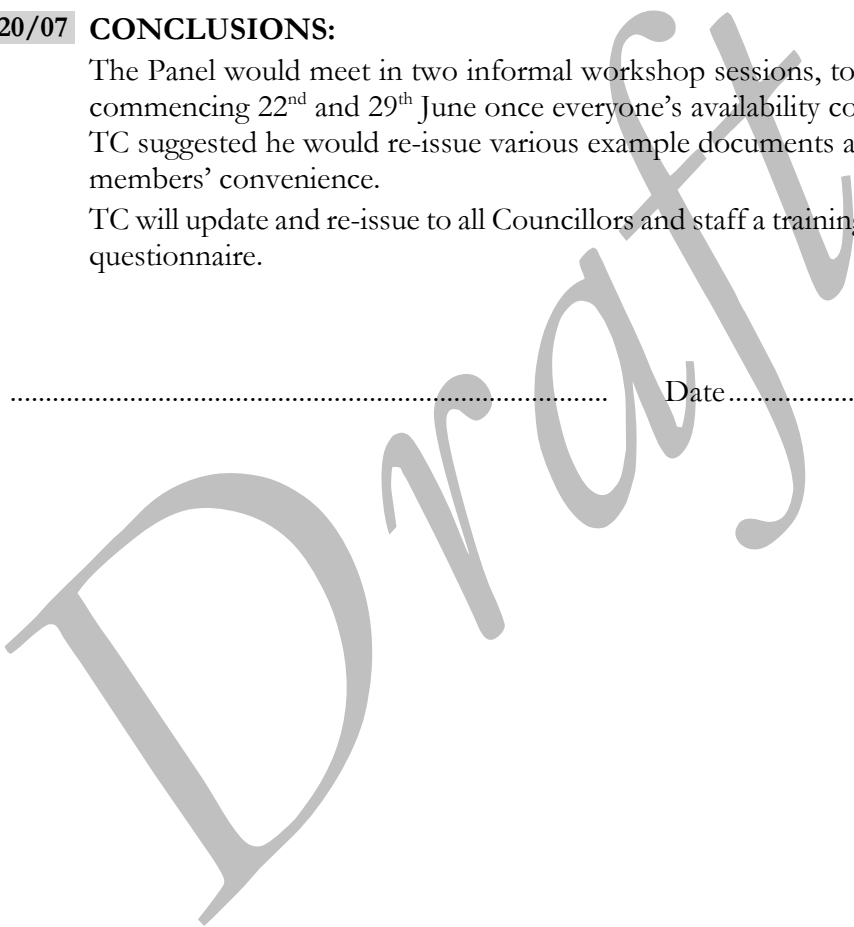 20/07 CONCLUSIONS:
The Panel would meet in two informal workshop sessions, to
commencing 22nd and 29th June once everyone’s availability co
TC suggested he would re-issue various example documents a
members’ convenience.
TC will update and re-issue to all Councillors and staff a training
questionnaire.
........................................................................................ Date..................
Draft